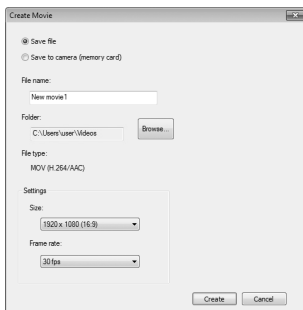 Create Movie
Save file
Save to camera (memory card)
File name:
New movie1
Folder:
C:\Users\user\Videos
Browse...
File type:
MOV (H.264/AAC)
Settings
Size:
1920 x 1080 (16:9)
Frame rate:
30 fps
Create
Cancel